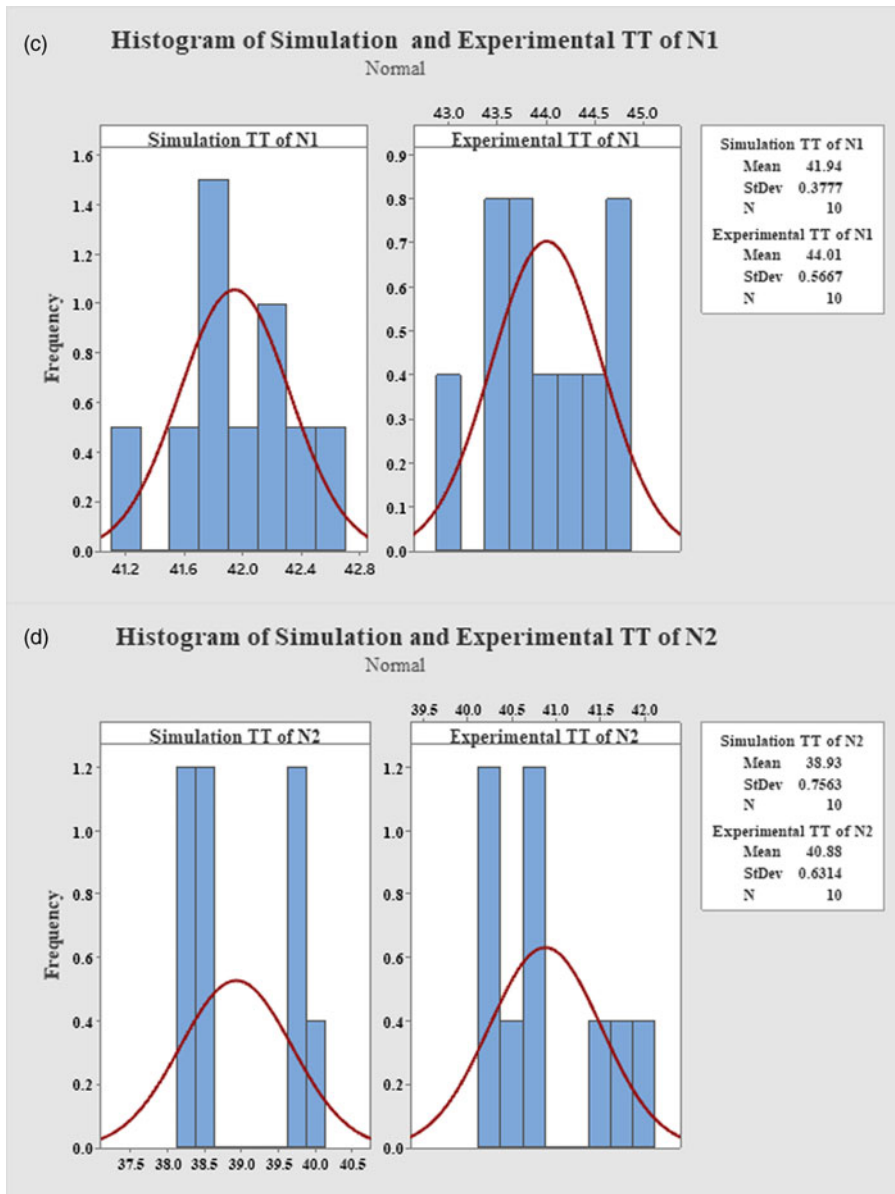 (c)
Histogram of Simulation and Experimental TT of N1
Normal
43.0 43.5 44.0 44.5 45.0
Simulation TT of N1
Experimental TT of N1
Frequency
1.6
1.4
1.2
1.0
0.8
0.6
0.4
0.2
0.0
41.2 41.6 42.0 42.4 42.8
0.9
0.8
0.7
0.6
0.5
0.4
0.3
0.2
0.1
0.0
Simulation TT of N1
Mean 41.94
StDev 0.3777
N 10
Experimental TT of N1
Mean 44.01
StDev 0.5667
N 10
(d)
Histogram of Simulation and Experimental TT of N2
Normal
39.5 40.0 40.5 41.0 41.5 42.0
Simulation TT of N2
Experimental TT of N2
Frequency
1.2
1.0
0.8
0.6
0.4
0.2
0.0
37.5 38.0 38.5 39.0 39.5 40.0 40.5
1.2
1.0
0.8
0.6
0.4
0.2
0.0
Simulation TT of N2
Mean 38.93
StDev 0.7563
N 10
Experimental TT of N2
Mean 40.88
StDev 0.6314
N 10